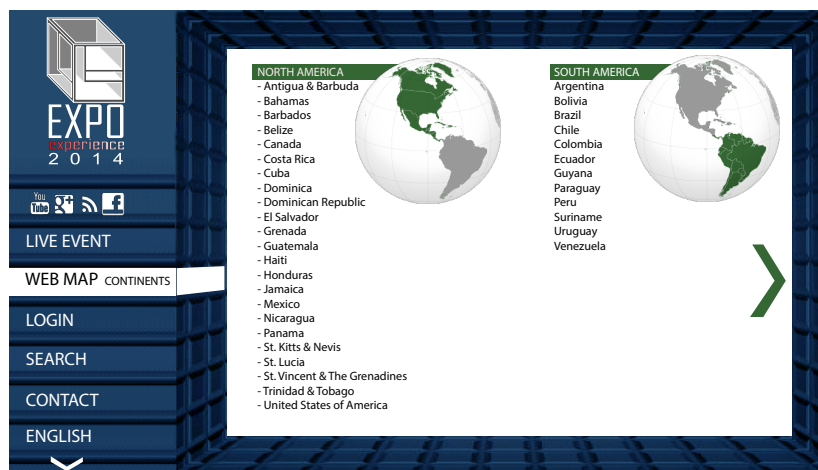 EXPO
experience
2014
You
Tube
g+
f
LIVE EVENT
WEB MAP CONTINENTS
LOGIN
SEARCH
CONTACT
ENGLISH
NORTH AMERICA
- Antigua & Barbuda
- Bahamas
- Barbados
- Belize
- Canada
- Costa Rica
- Cuba
- Dominica
- Dominican Republic
- El Salvador
- Grenada
- Guatemala
- Haiti
- Honduras
- Jamaica
- Mexico
- Nicaragua
- Panama
- St. Kitts & Nevis
- St. Lucia
- St. Vincent & The Grenadines
- Trinidad & Tobago
- United States of America
SOUTH AMERICA
Argentina
Bolivia
Brazil
Chile
Colombia
Ecuador
Guyana
Paraguay
Peru
Suriname
Uruguay
Venezuela